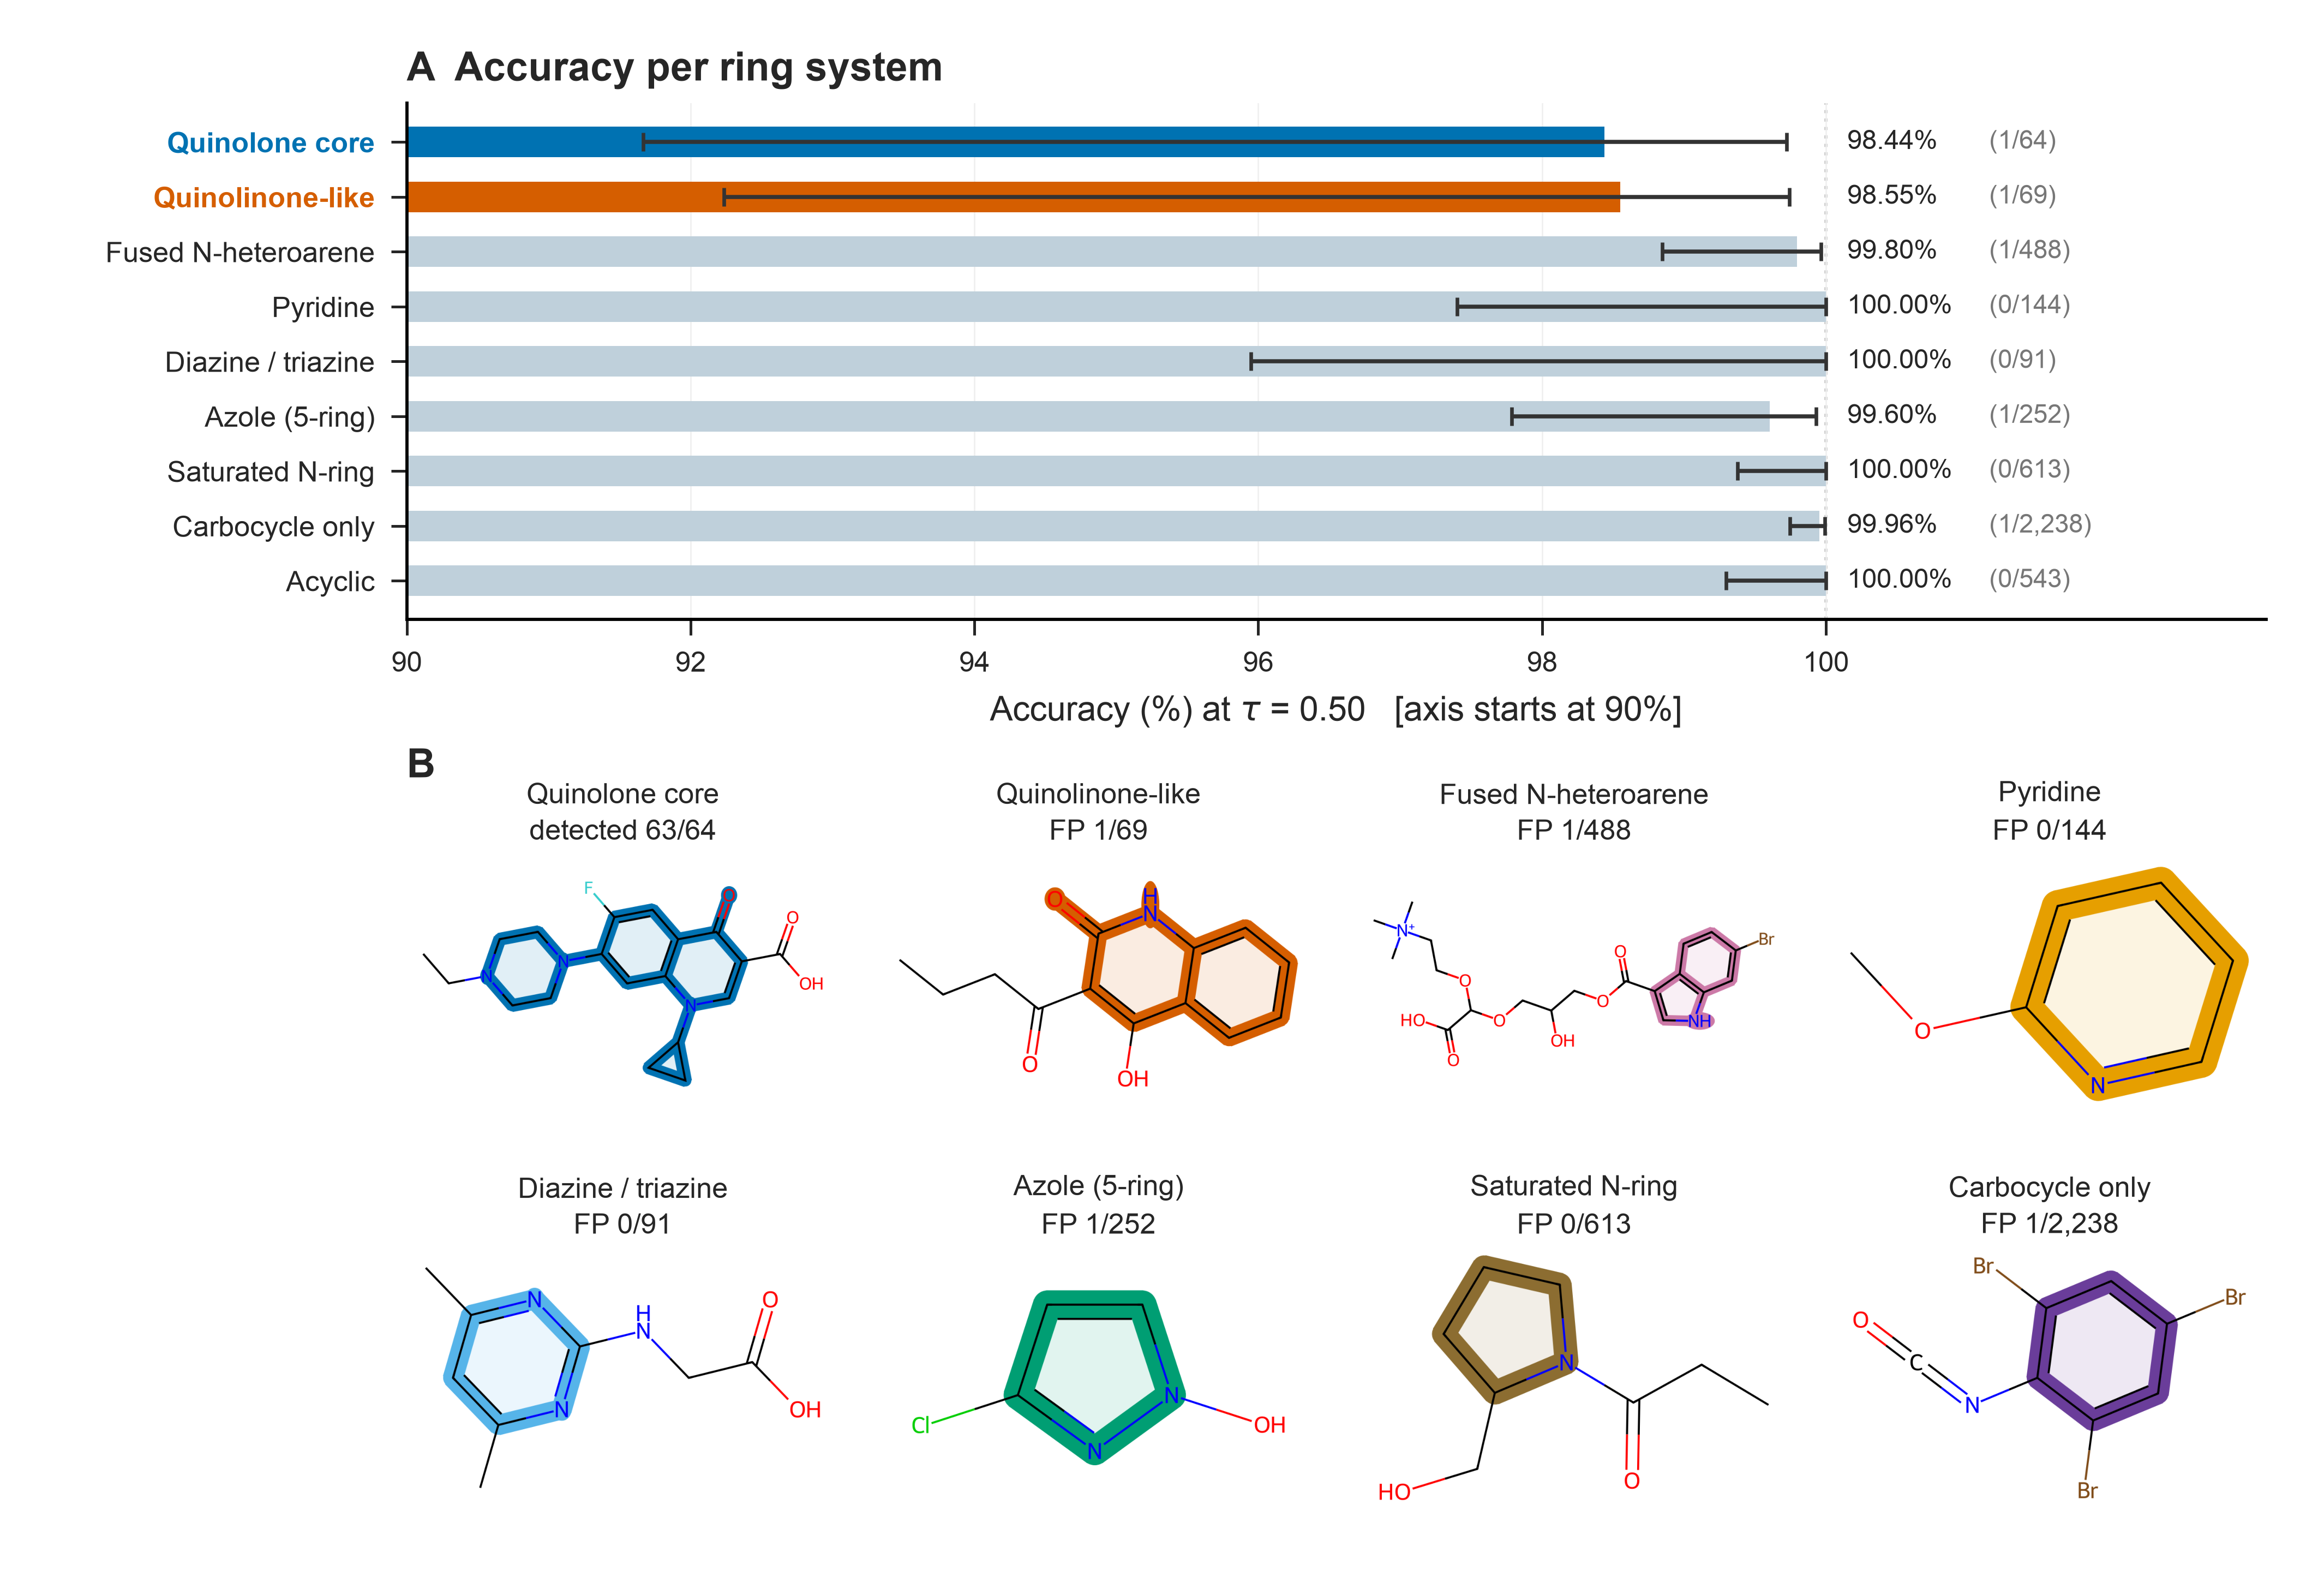 A Accuracy per ring system
Quinolone core 98.44% (1/64)
Quinolinone-like 98.55% (1/69)
Fused N-heteroarene 99.80% (1/488)
Pyridine 100.00% (0/144)
Diazine / triazine 100.00% (0/91)
Azole (5-ring) 99.60% (1/252)
Saturated N-ring 100.00% (0/613)
Carbocycle only 99.96% (1/2,238)
Acyclic 100.00% (0/543)
90 92 94 96 98 100
Accuracy (%) at τ = 0.50 [axis starts at 90%]
B
Quinolone core
detected 63/64
F
O
O
OH
N
N
N
Quinolinone-like
FP 1/69
O
H
N
O
OH
Fused N-heteroarene
FP 1/488
N+
O
HO
O
O
OH
O
O
NH
Br
Pyridine
FP 0/144
O
N
Diazine / triazine
FP 0/91
N
N
H
N
O
OH
Azole (5-ring)
FP 1/252
Cl
N
N
OH
Saturated N-ring
FP 0/613
N
HO
O
Carbocycle only
FP 1/2,238
Br
Br
O
C
N
Br